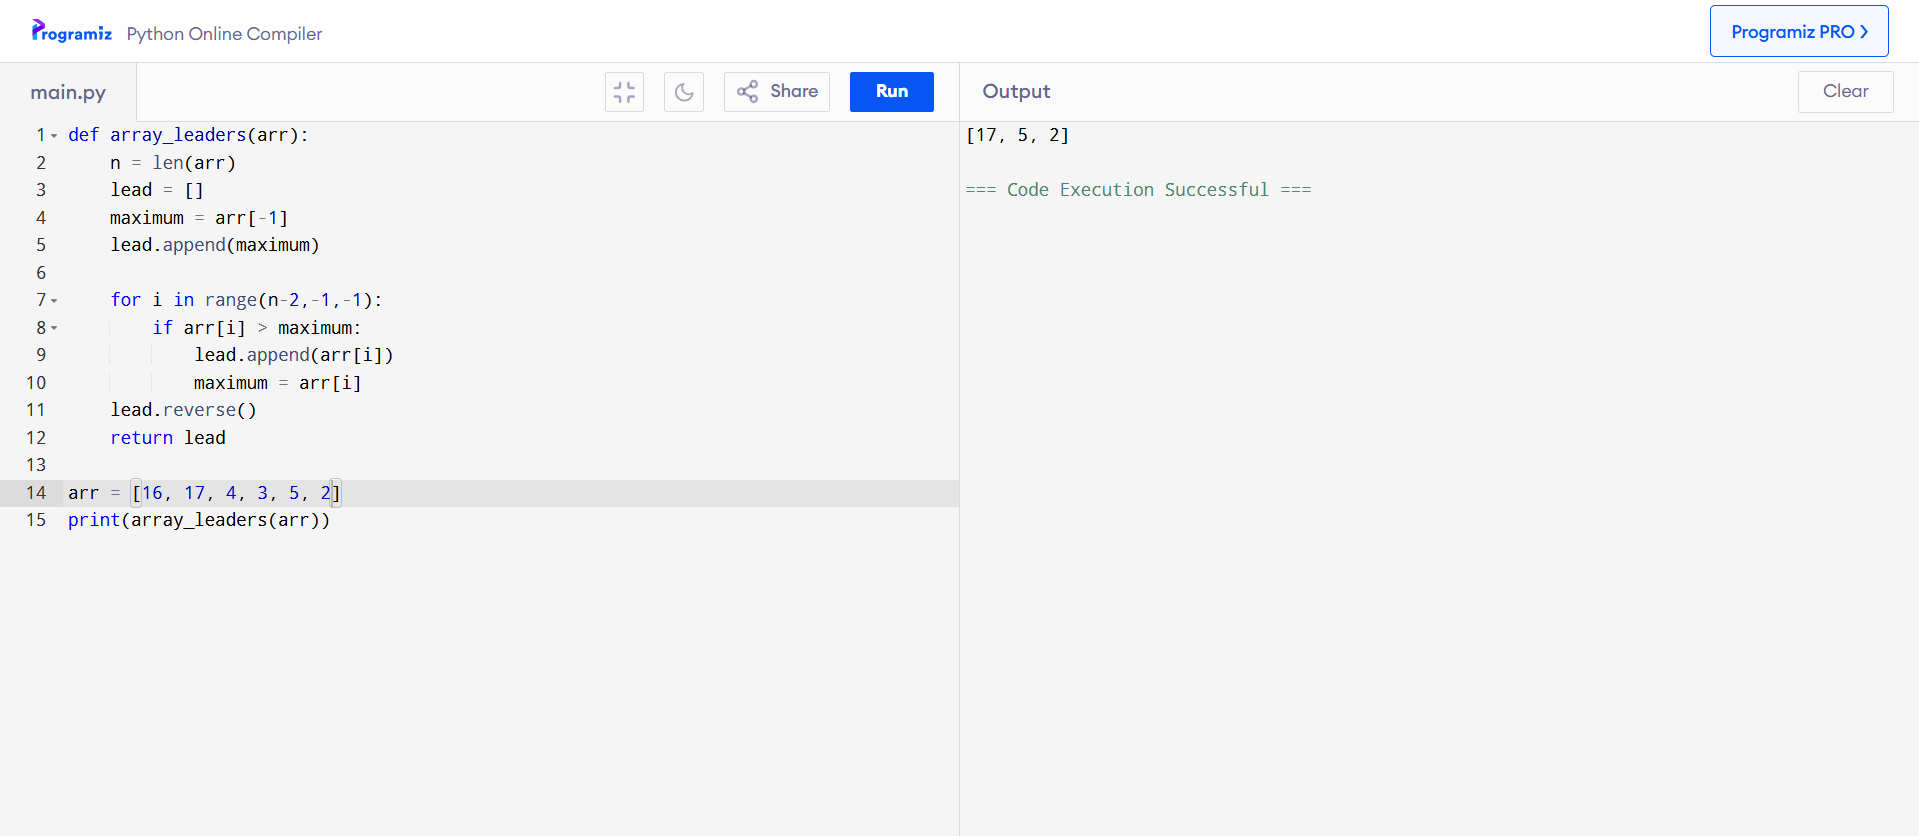 Programiz Python Online Compiler
Programiz PRO
main.py
Share
Run
Output
Clear
1 def array_leaders(arr):
2     n = len(arr)
3     lead = []
4     maximum = arr[-1]
5     lead.append(maximum)
6
7     for i in range(n-2,-1,-1):
8         if arr[i] > maximum:
9             lead.append(arr[i])
10             maximum = arr[i]
11     lead.reverse()
12     return lead
13
14 arr = [16, 17, 4, 3, 5, 2]
15 print(array_leaders(arr))
[17, 5, 2]
=== Code Execution Successful ===